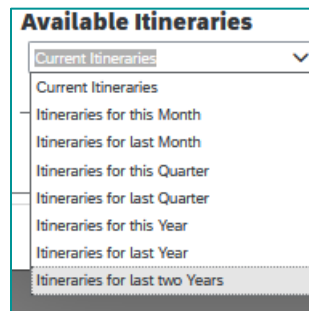 Available Itineraries
Current Itineraries
Current Itineraries
Itineraries for this Month
Itineraries for last Month
Itineraries for this Quarter
Itineraries for last Quarter
Itineraries for this Year
Itineraries for last Year
Itineraries for last two Years